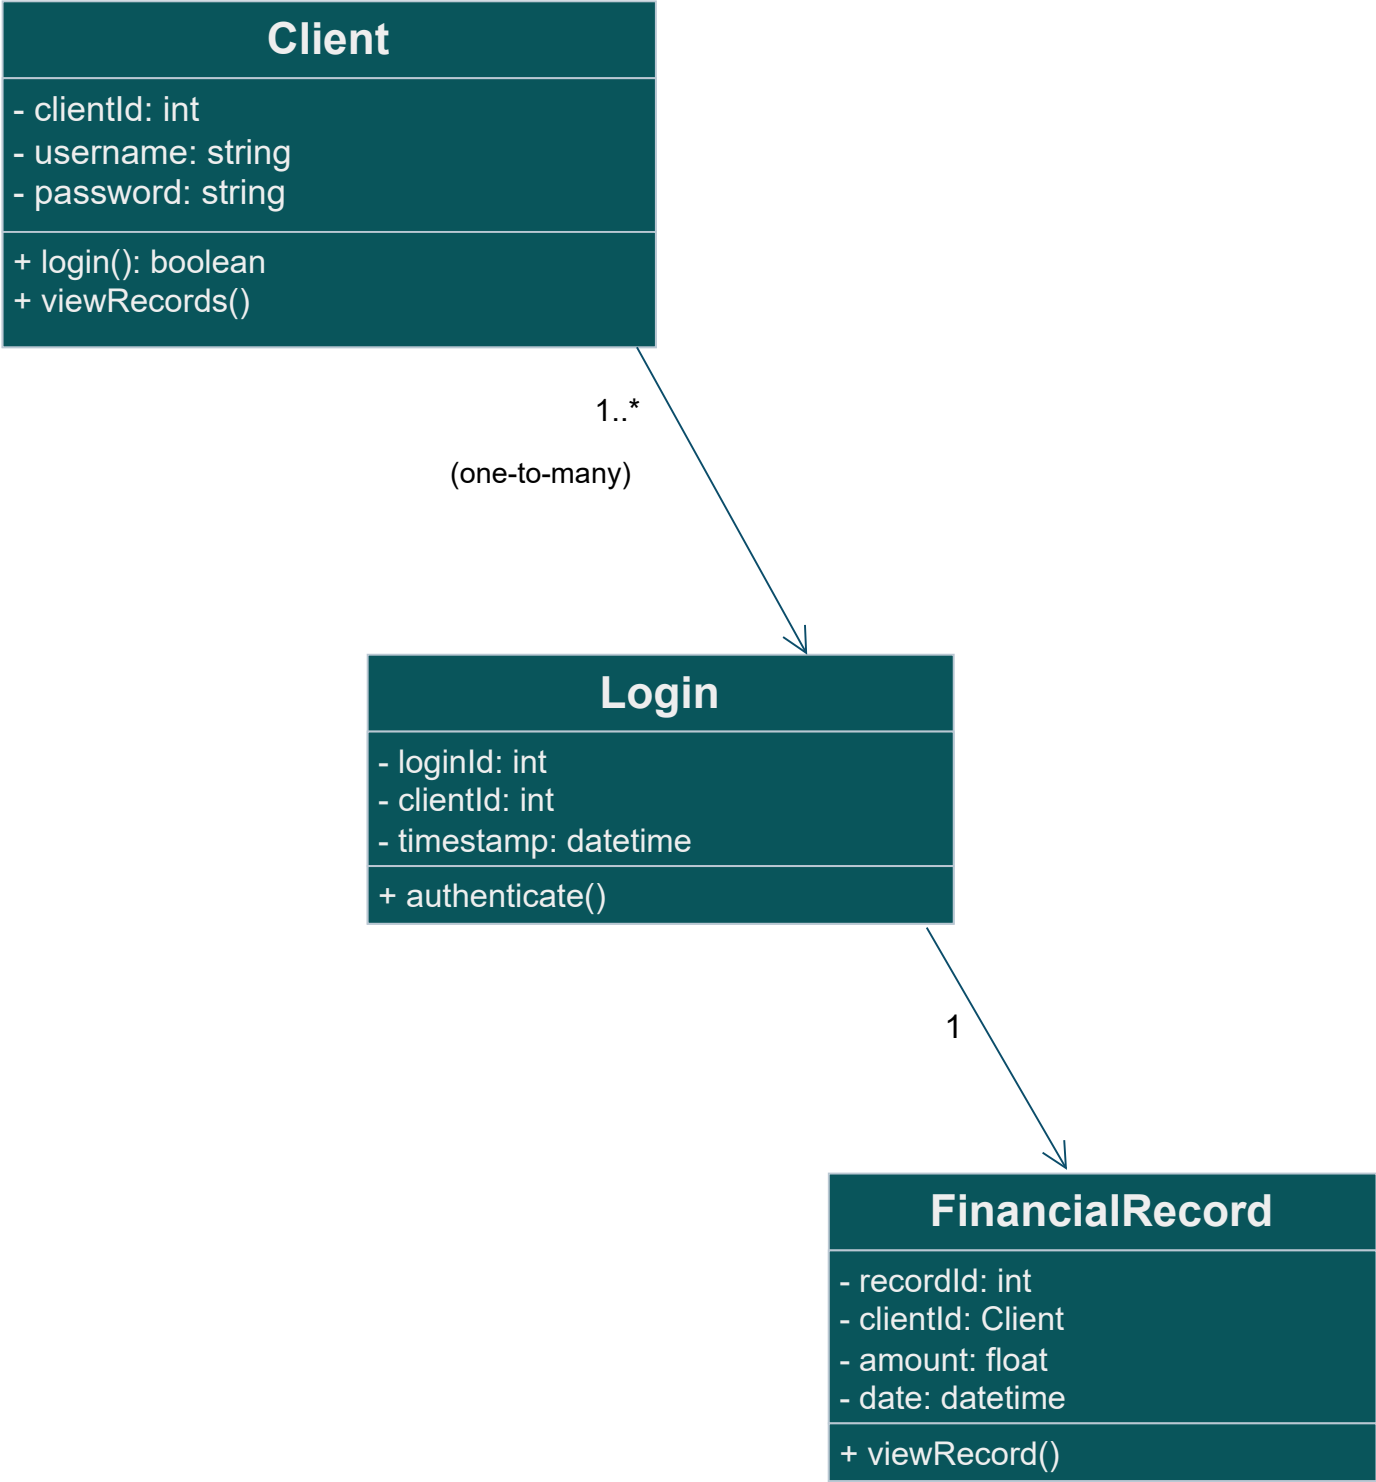 Client
- clientId: int
- username: string
- password: string
+ login(): boolean
+ viewRecords()
1..*
(one-to-many)
Login
- loginId: int
- clientId: int
- timestamp: datetime
+ authenticate()
1
FinancialRecord
- recordId: int
- clientId: Client
- amount: float
- date: datetime
+ viewRecord()